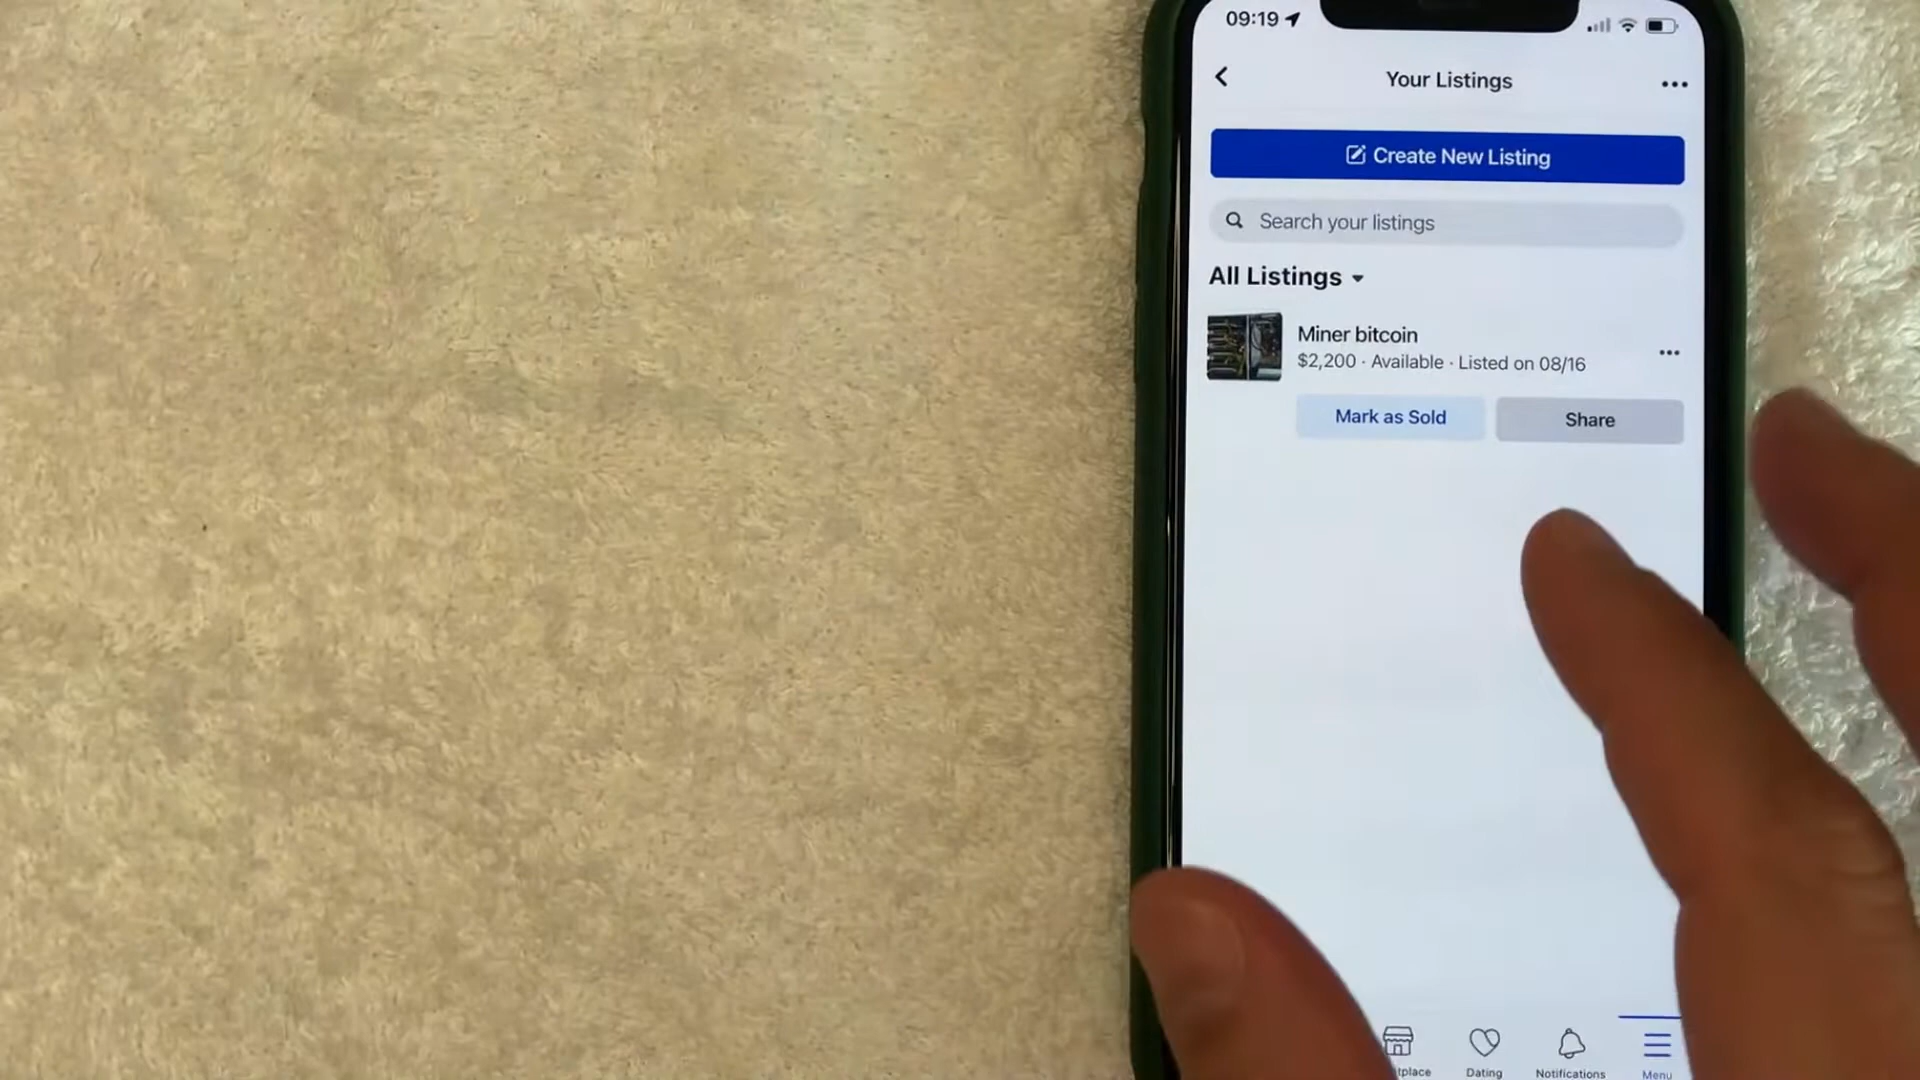 09:19
Your Listings
Create New Listing
Search your listings
All Listings
Miner bitcoin
$2,200 · Available · Listed on 08/16
Mark as Sold
Share
Dating
Notifications
Menu